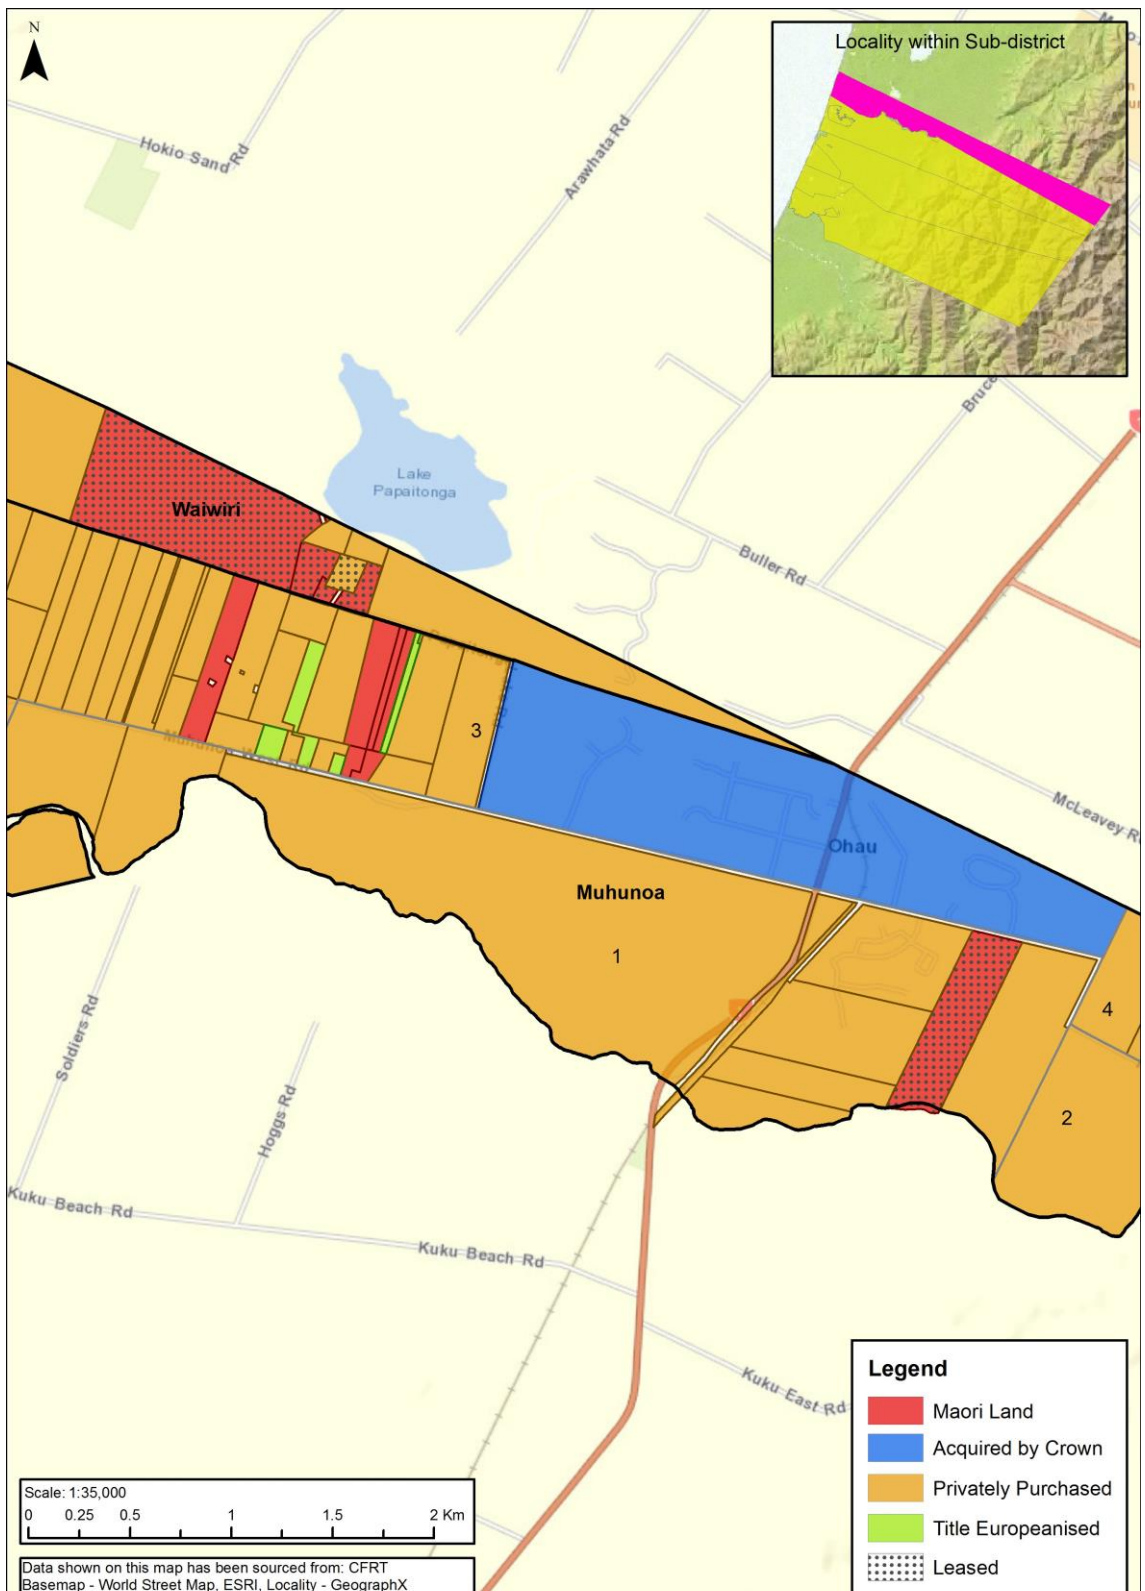 N
Locality within Sub-district
Hokio Sand Rd
Arawhata Rd
Bruce
Lake
Papaitonga
Waiwiri
Buller Rd
3
Muhunoa West Rd
McLeavey Rd
Ohau
Muhunoa
1
4
2
Soldiers Rd
Hoggs Rd
Kuku Beach Rd
Kuku Beach Rd
Kuku East Rd
Legend
Maori Land
Acquired by Crown
Privately Purchased
Title Europeanised
Leased
Scale: 1:35,000
0 0.25 0.5 1 1.5 2 Km
Data shown on this map has been sourced from: CFRT
Basemap - World Street Map, ESRI, Locality - GeographX